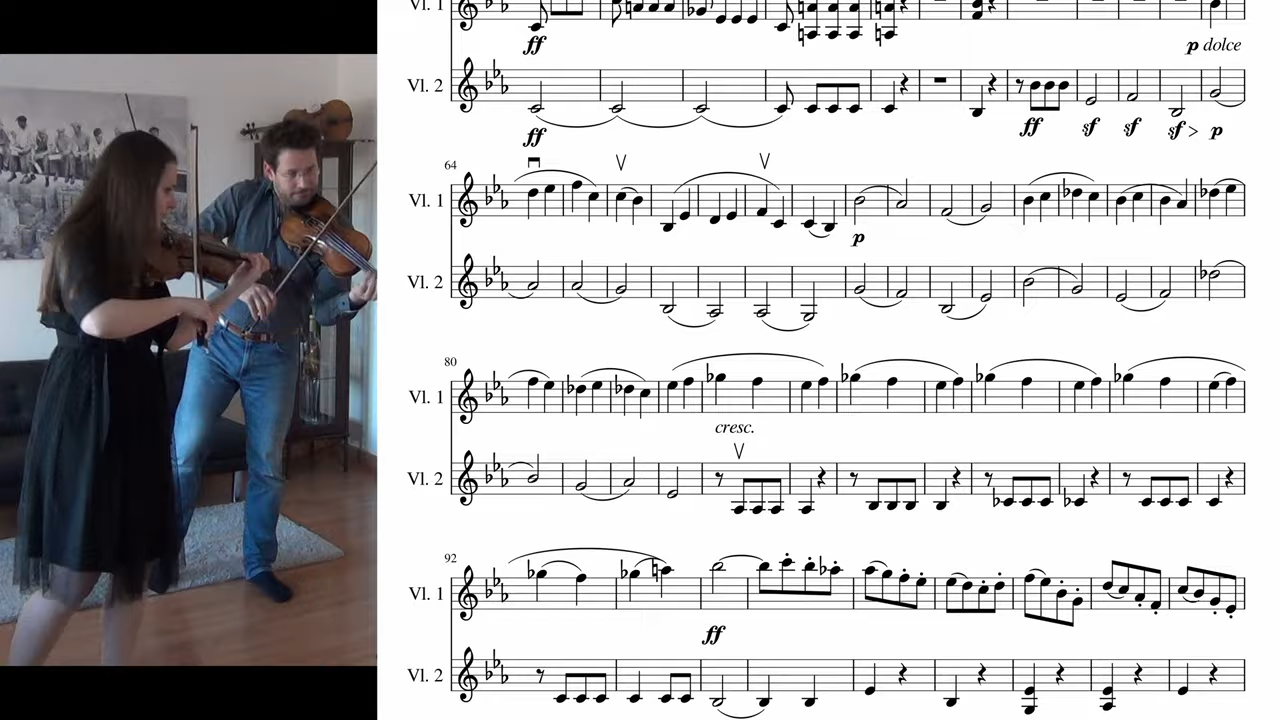 Vl. 1
ff
p dolce
Vl. 2
ff
ff
sf
sf
sf >
p
64
Vl. 1
p
Vl. 2
80
Vl. 1
cresc.
Vl. 2
92
Vl. 1
ff
Vl. 2